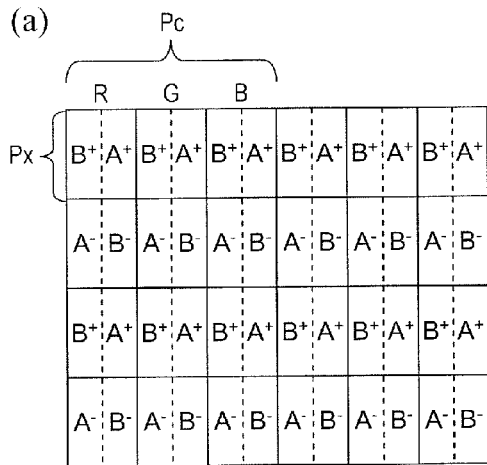 (a)
Pc
R G B
Px B⁺ A⁺ B⁺ A⁺ B⁺ A⁺ B⁺ A⁺ B⁺ A⁺ B⁺ A⁺
A⁻ B⁻ A⁻ B⁻ A⁻ B⁻ A⁻ B⁻ A⁻ B⁻ A⁻ B⁻
B⁺ A⁺ B⁺ A⁺ B⁺ A⁺ B⁺ A⁺ B⁺ A⁺ B⁺ A⁺
A⁻ B⁻ A⁻ B⁻ A⁻ B⁻ A⁻ B⁻ A⁻ B⁻ A⁻ B⁻